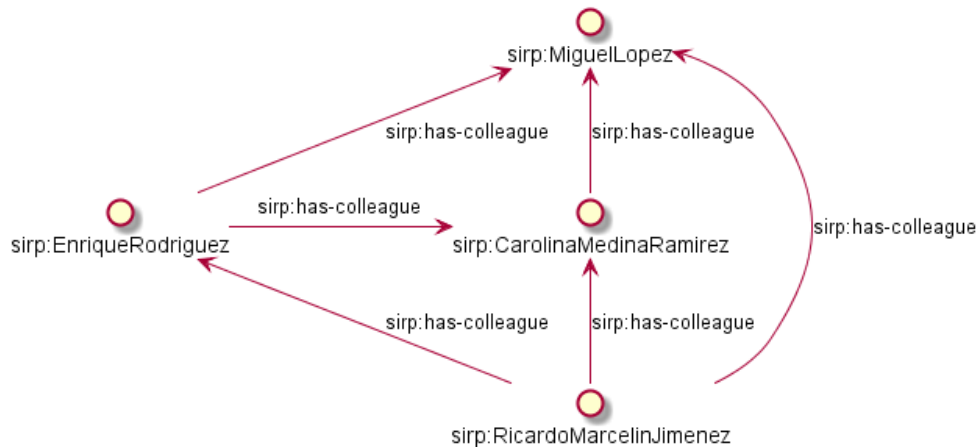 sirp:MiguelLopez
sirp:has-colleague
sirp:has-colleague
sirp:has-colleague
sirp:has-colleague
sirp:EnriqueRodriguez
sirp:CarolinaMedinaRamirez
sirp:has-colleague
sirp:has-colleague
sirp:RicardoMarcelinJimenez